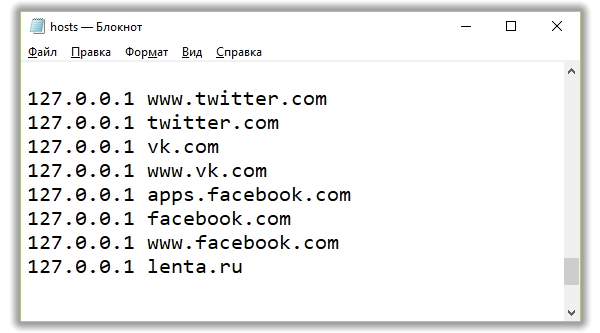 hosts — Блокнот
Файл Правка Формат Вид Справка
127.0.0.1 www.twitter.com
127.0.0.1 twitter.com
127.0.0.1 vk.com
127.0.0.1 www.vk.com
127.0.0.1 apps.facebook.com
127.0.0.1 facebook.com
127.0.0.1 www.facebook.com
127.0.0.1 lenta.ru